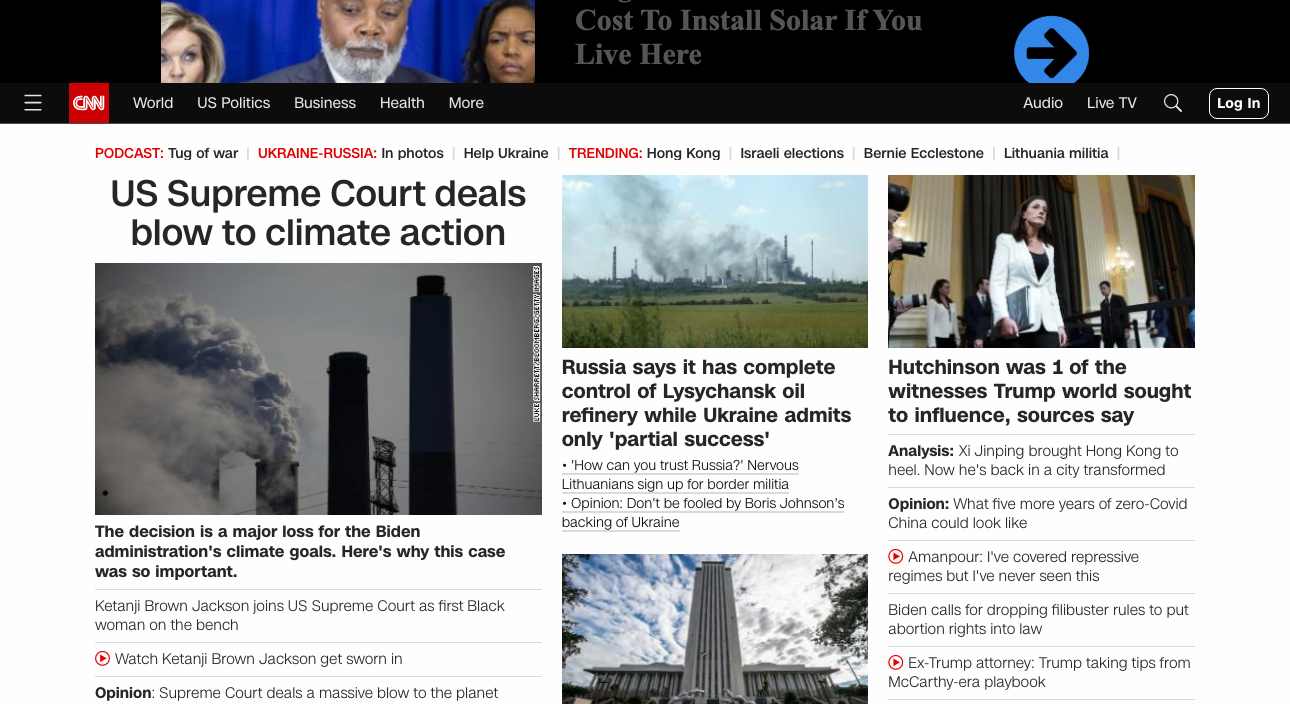 Cost To Install Solar If You
Live Here
CNN
World
US Politics
Business
Health
More
Audio
Live TV
Log In
PODCAST: Tug of war | UKRAINE-RUSSIA: In photos | Help Ukraine | TRENDING: Hong Kong | Israeli elections | Bernie Ecclestone | Lithuania militia |
US Supreme Court deals
blow to climate action
LUKE SHARRETT/BLOOMBERG/GETTY IMAGES
The decision is a major loss for the Biden
administration's climate goals. Here's why this case
was so important.
Ketanji Brown Jackson joins US Supreme Court as first Black
woman on the bench
Watch Ketanji Brown Jackson get sworn in
Opinion: Supreme Court deals a massive blow to the planet
Russia says it has complete
control of Lysychansk oil
refinery while Ukraine admits
only 'partial success'
• 'How can you trust Russia?' Nervous
Lithuanians sign up for border militia
• Opinion: Don't be fooled by Boris Johnson's
backing of Ukraine
Hutchinson was 1 of the
witnesses Trump world sought
to influence, sources say
Analysis: Xi Jinping brought Hong Kong to
heel. Now he's back in a city transformed
Opinion: What five more years of zero-Covid
China could look like
Amanpour: I've covered repressive
regimes but I've never seen this
Biden calls for dropping filibuster rules to put
abortion rights into law
Ex-Trump attorney: Trump taking tips from
McCarthy-era playbook